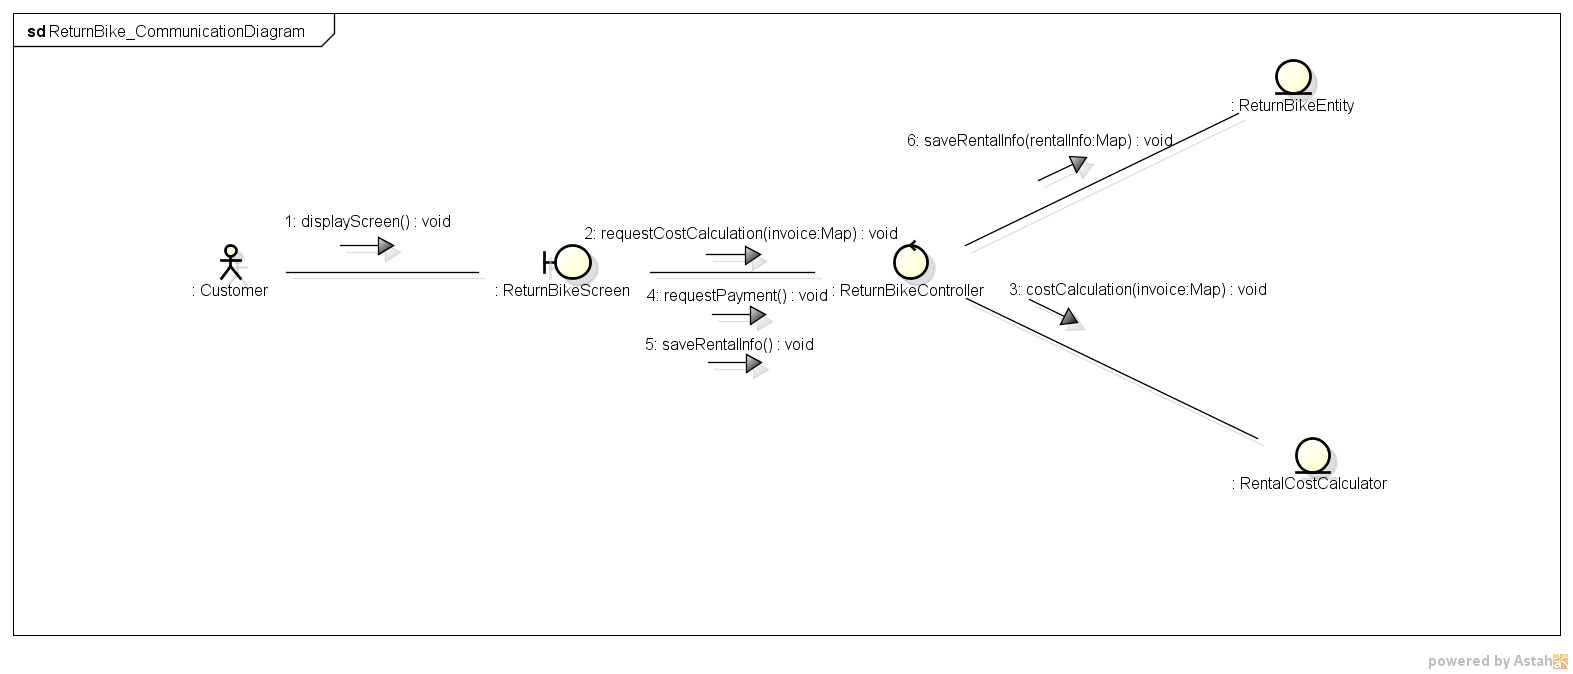 sd ReturnBike_CommunicationDiagram
: ReturnBikeEntity
6: saveRentalInfo(rentalInfo:Map) : void
1: displayScreen() : void
2: requestCostCalculation(invoice:Map) : void
: Customer
: ReturnBikeScreen
: ReturnBikeController
3: costCalculation(invoice:Map) : void
4: requestPayment() : void
5: saveRentalInfo() : void
: RentalCostCalculator
powered by Astah